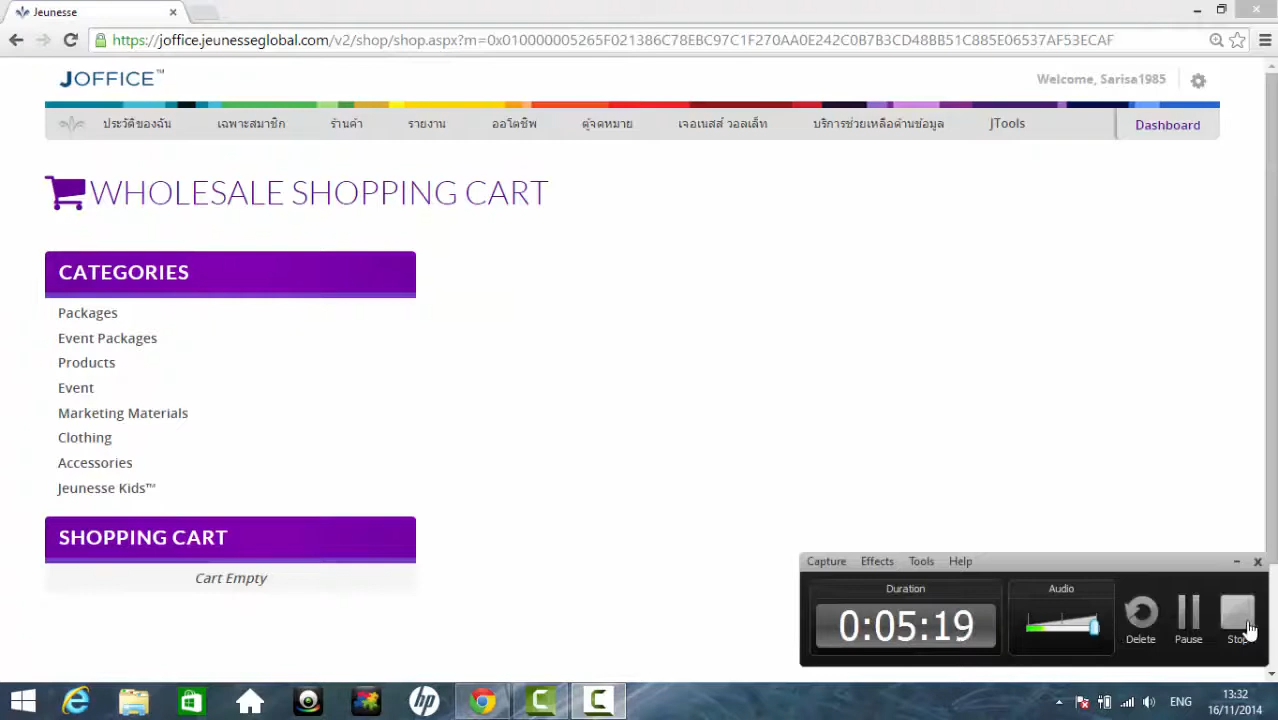 Jeunesse
https://joffice.jeunesseglobal.com/v2/shop/shop.aspx?m=0x010000005265F021386C78EBC97C1F270AA0E242C0B7B3CD48BB51C885E06537AF53ECAF
JOFFICE™
Welcome, Sarisa1985
ประวัติของฉัน เฉพาะสมาชิก ร้านค้า รายงาน ออโตชีพ ตู้จดหมาย เจอเนสส์ วอลเล็ท บริการช่วยเหลือด้านข้อมูล JTools Dashboard
WHOLESALE SHOPPING CART
CATEGORIES
Packages
Event Packages
Products
Event
Marketing Materials
Clothing
Accessories
Jeunesse Kids™
SHOPPING CART
Cart Empty
Capture Effects Tools Help
Duration Audio
0:05:19
Delete Pause Stop
hp
ENG
13:32
16/11/2014